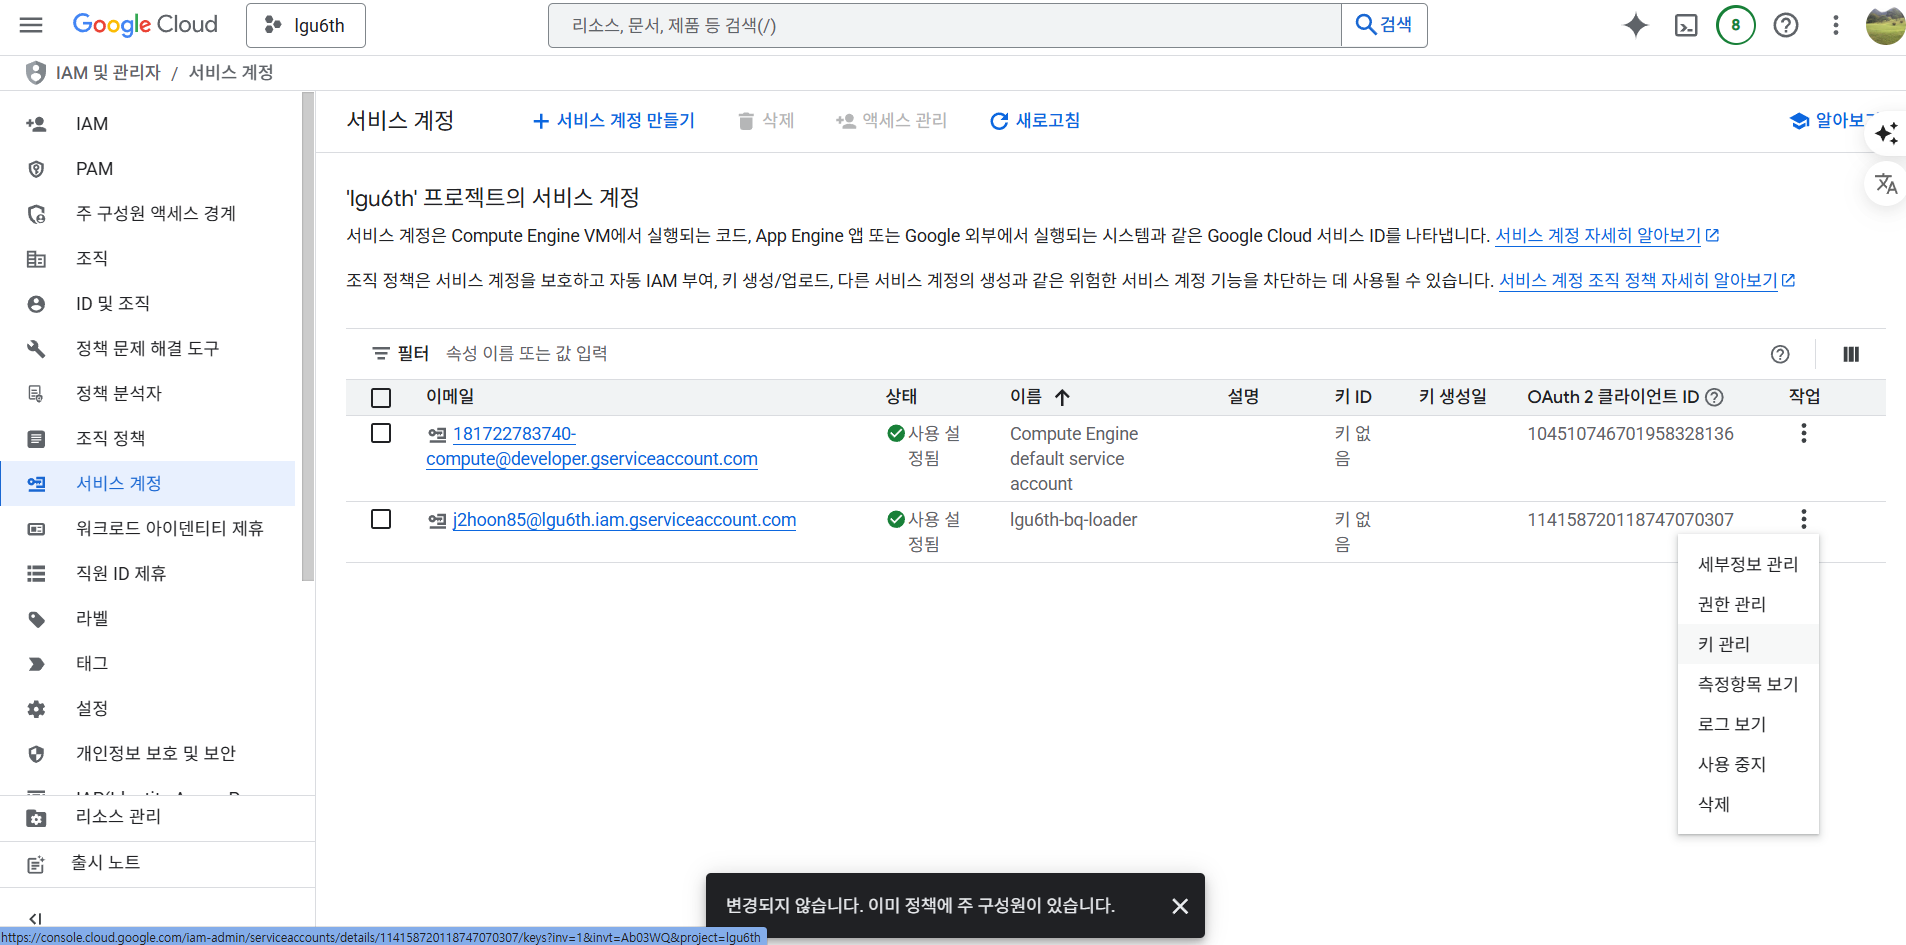 Google Cloud
lgu6th
리소스, 문서, 제품 등 검색(/)
검색
8
IAM 및 관리자 / 서비스 계정
IAM
PAM
주 구성원 액세스 경계
조직
ID 및 조직
정책 문제 해결 도구
정책 분석자
조직 정책
서비스 계정
워크로드 아이덴티티 제휴
직원 ID 제휴
라벨
태그
설정
개인정보 보호 및 보안
리소스 관리
출시 노트
서비스 계정
서비스 계정 만들기
삭제
액세스 관리
새로고침
알아보기
'lgu6th' 프로젝트의 서비스 계정
서비스 계정은 Compute Engine VM에서 실행되는 코드, App Engine 앱 또는 Google 외부에서 실행되는 시스템과 같은 Google Cloud 서비스 ID를 나타냅니다. 서비스 계정 자세히 알아보기
조직 정책은 서비스 계정을 보호하고 자동 IAM 부여, 키 생성/업로드, 다른 서비스 계정의 생성과 같은 위험한 서비스 계정 기능을 차단하는 데 사용될 수 있습니다. 서비스 계정 조직 정책 자세히 알아보기
필터 속성 이름 또는 값 입력
이메일 상태 이름 설명 키 ID 키 생성일 OAuth 2 클라이언트 ID 작업
181722783740- 사용 설 Compute Engine 키 없 104510746701958328136
compute@developer.gserviceaccount.com 정됨 default service 음
account
j2hoon85@lgu6th.iam.gserviceaccount.com 사용 설 lgu6th-bq-loader 키 없 114158720118747070307
정됨 음
세부정보 관리
권한 관리
키 관리
측정항목 보기
로그 보기
사용 중지
삭제
변경되지 않습니다. 이미 정책에 주 구성원이 있습니다.
https://console.cloud.google.com/iam-admin/serviceaccounts/details/114158720118747070307/keys?inv=1&invt=Ab03WQ&project=lgu6th